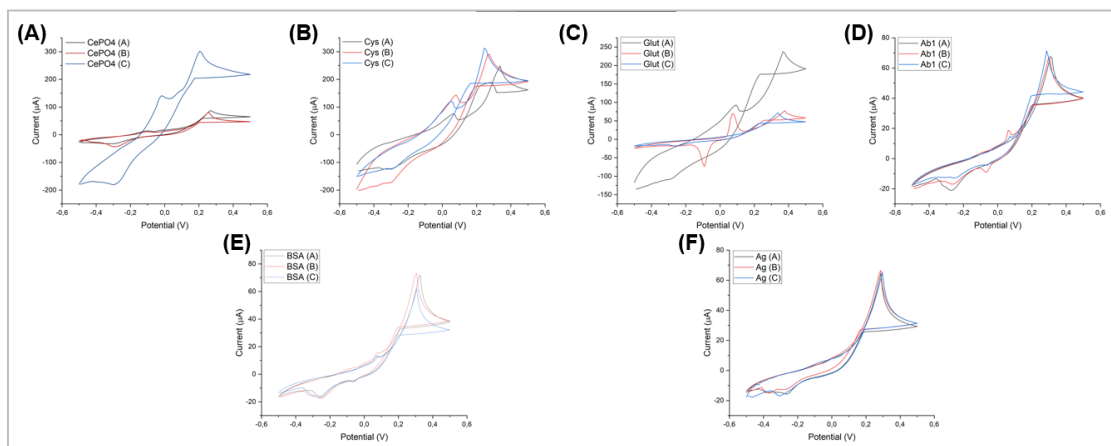 (A)
CePO4 (A)
CePO4 (B)
CePO4 (C)
Current (µA)
300
200
100
0
-100
-200
-0,6 -0,4 -0,2 0,0 0,2 0,4 0,6
Potential (V)
(B)
Cys (A)
Cys (B)
Cys (C)
Current (µA)
300
200
100
0
-100
-200
-0,6 -0,4 -0,2 0,0 0,2 0,4 0,6
Potential (V)
(C)
Glut (A)
Glut (B)
Glut (C)
Current (µA)
250
200
150
100
50
0
-50
-100
-150
-0,6 -0,4 -0,2 0,0 0,2 0,4 0,6
Potential (V)
(D)
Ab1 (A)
Ab1 (B)
Ab1 (C)
Current (µA)
80
60
40
20
0
-20
-0,6 -0,4 -0,2 0,0 0,2 0,4 0,6
Potential (V)
(E)
BSA (A)
BSA (B)
BSA (C)
Current (µA)
80
60
40
20
0
-20
-0,6 -0,4 -0,2 0,0 0,2 0,4 0,6
Potential (V)
(F)
Ag (A)
Ag (B)
Ag (C)
Current (µA)
80
60
40
20
0
-20
-0,6 -0,4 -0,2 0,0 0,2 0,4 0,6
Potential (V)